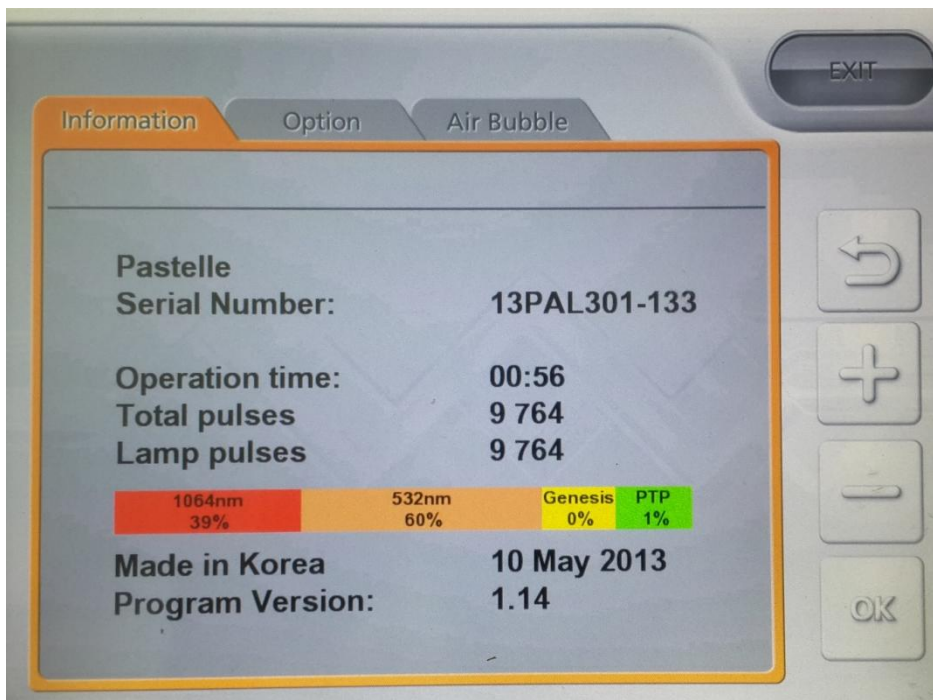 EXIT
Information Option Air Bubble
Pastelle
Serial Number: 13PAL301-133
Operation time: 00:56
Total pulses 9 764
Lamp pulses 9 764
1064nm 532nm Genesis PTP
39% 60% 0% 1%
Made in Korea 10 May 2013
Program Version: 1.14
OK